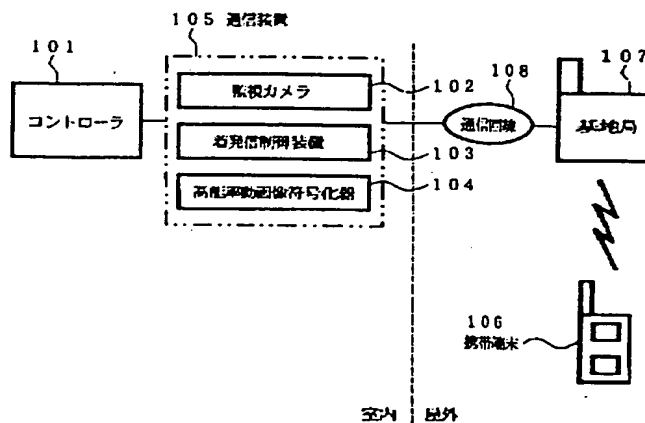 105 通信装置
101
107
108
監視カメラ
102
コントローラ
通信回線
基地局
着発信制御装置
103
高能率動画像符号化器
104
106
携帯端末
室内
屋外